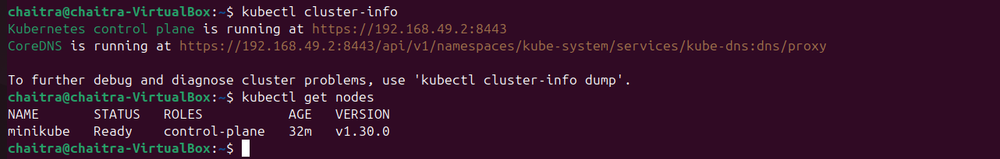 chaitra@chaitra-VirtualBox:~$ kubectl cluster-info
Kubernetes control plane is running at https://192.168.49.2:8443
CoreDNS is running at https://192.168.49.2:8443/api/v1/namespaces/kube-system/services/kube-dns:dns/proxy

To further debug and diagnose cluster problems, use 'kubectl cluster-info dump'.
chaitra@chaitra-VirtualBox:~$ kubectl get nodes
NAME       STATUS   ROLES           AGE   VERSION
minikube   Ready    control-plane   32m   v1.30.0
chaitra@chaitra-VirtualBox:~$